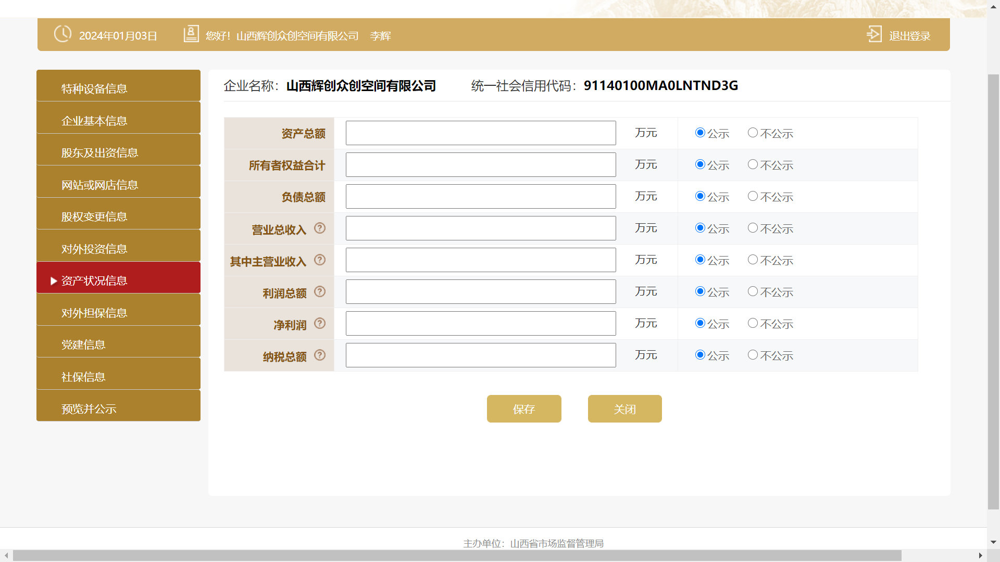 2024年01月03日 您好！山西辉创众创空间有限公司 李辉 退出登录
特种设备信息
企业基本信息
股东及出资信息
网站或网店信息
股权变更信息
对外投资信息
资产状况信息
对外担保信息
党建信息
社保信息
预览并公示
企业名称：山西辉创众创空间有限公司 统一社会信用代码：91140100MA0LNTND3G
资产总额 万元 公示 不公示
所有者权益合计 万元 公示 不公示
负债总额 万元 公示 不公示
营业总收入 ? 万元 公示 不公示
其中主营业收入 ? 万元 公示 不公示
利润总额 ? 万元 公示 不公示
净利润 ? 万元 公示 不公示
纳税总额 ? 万元 公示 不公示
保存 关闭
主办单位：山西省市场监督管理局